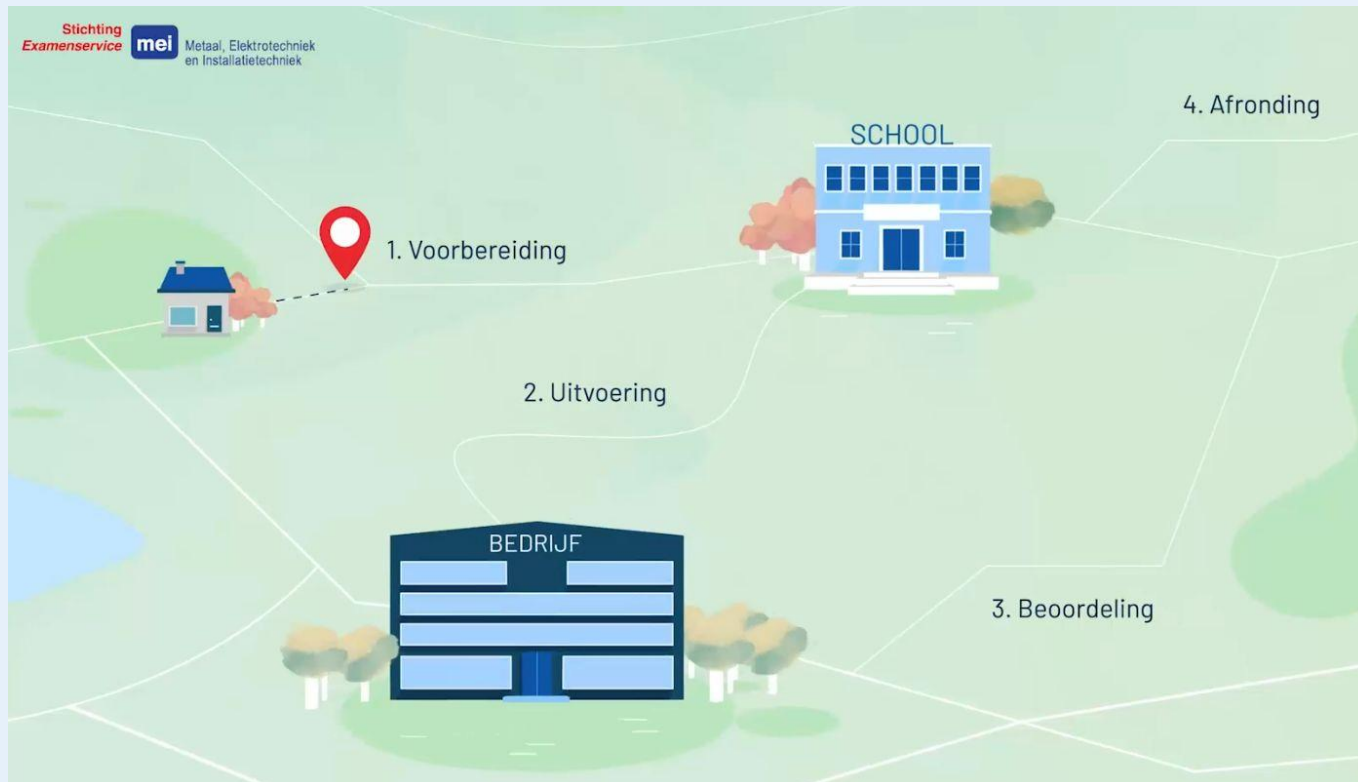 Stichting
Examenservice
mei
Metaal, Elektrotechniek
en Installatietechniek
4. Afronding
SCHOOL
1. Voorbereiding
2. Uitvoering
BEDRIJF
3. Beoordeling